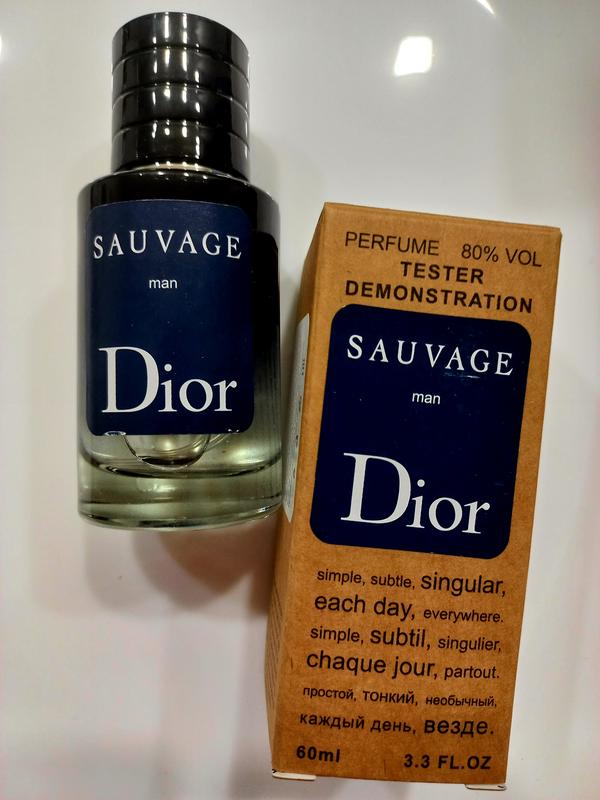 SAUVAGE
man
Dior
PERFUME 80% VOL
TESTER
DEMONSTRATION
SAUVAGE
man
Dior
simple, subtle, singular,
each day, everywhere.
simple, subtil, singulier,
chaque jour, partout.
простой, тонкий, необычный,
каждый день, везде.
60ml 3.3 FL.OZ